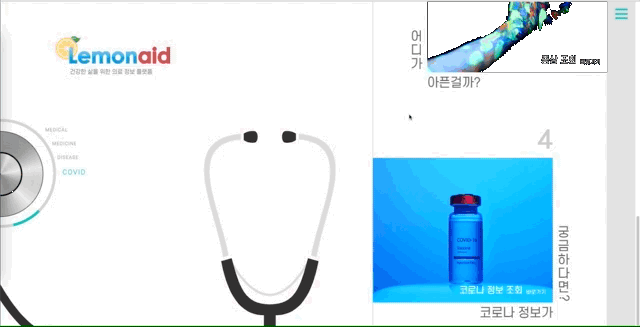 Lemonaid
건강한 삶을 위한 의료 정보 플랫폼
MEDICAL
MEDICINE
DISEASE
COVID
어디가
아픈걸까?
증상 조회
4
COVID-19
코로나 정보 조회
궁금하다면?
코로나 정보가